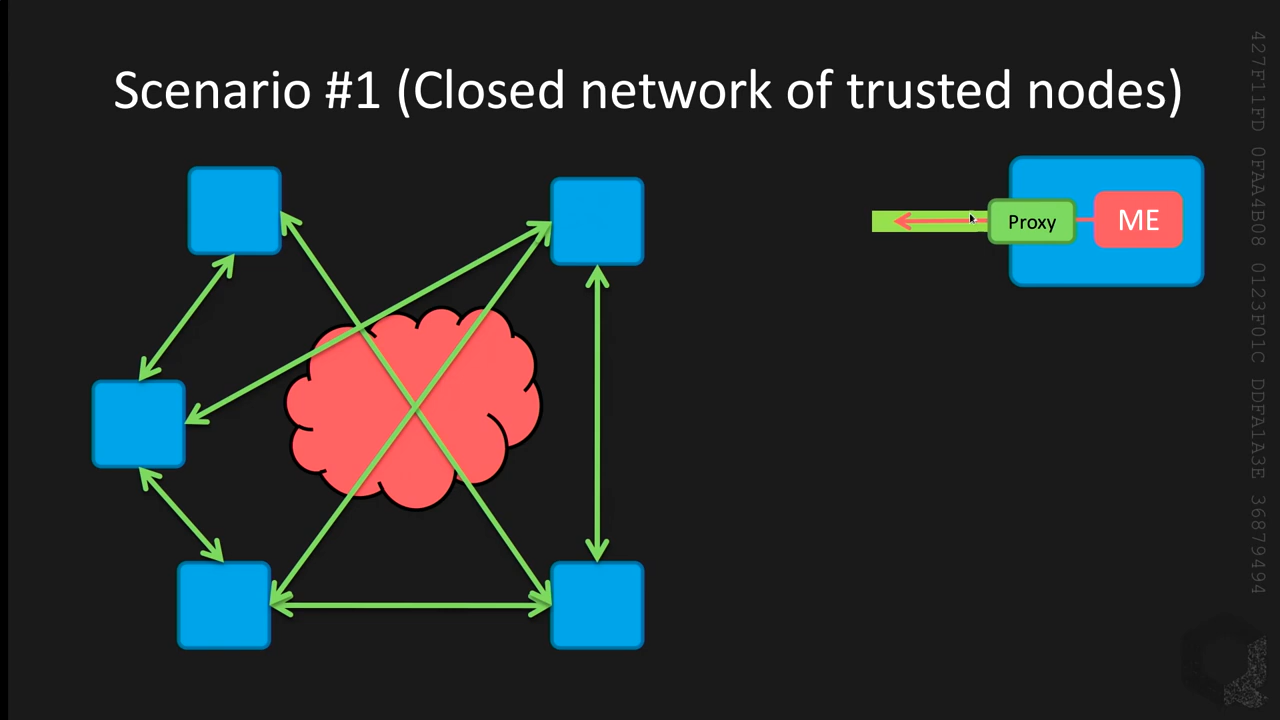 Scenario #1 (Closed network of trusted nodes)
Proxy
ME
427F11FD 0FAA4B08 0123F01C DDFA1A3E 36879494